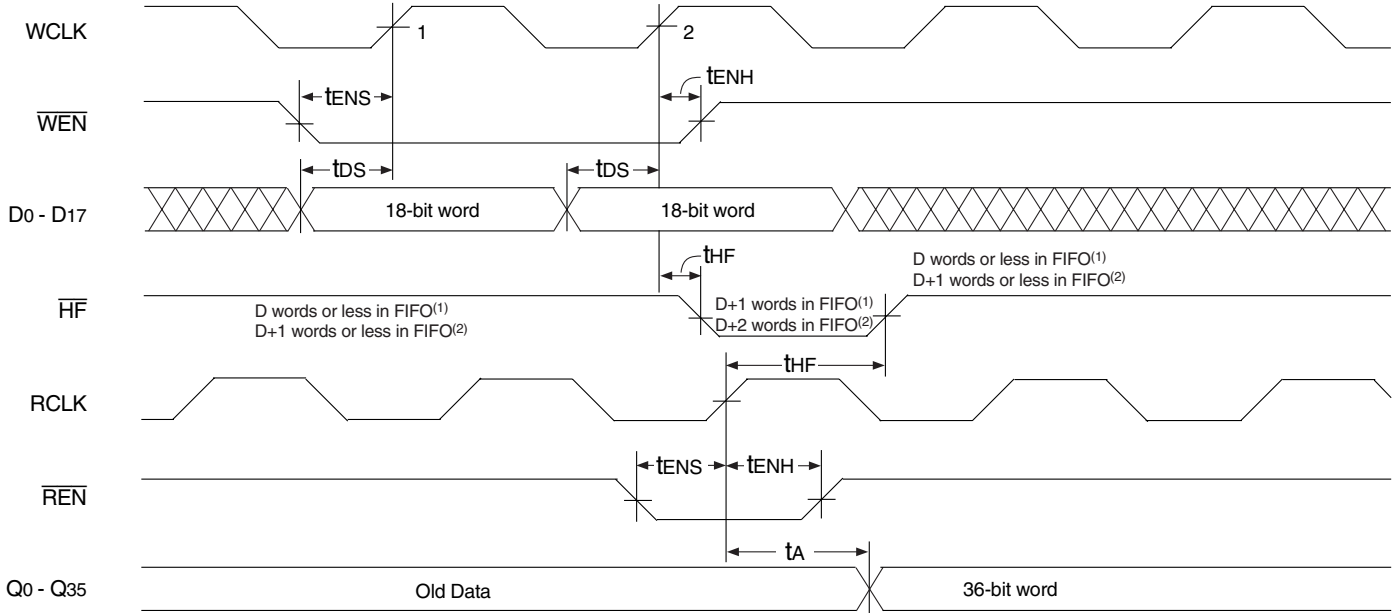 WCLK
1
2
tENH
tENS
WEN
tDS
tDS
D0 - D17
18-bit word
18-bit word
tHF
D words or less in FIFO(1)
D+1 words or less in FIFO(2)
HF
D words or less in FIFO(1)
D+1 words or less in FIFO(2)
D+1 words in FIFO(1)
D+2 words in FIFO(2)
tHF
RCLK
tENS
tENH
REN
tA
Q0 - Q35
Old Data
36-bit word